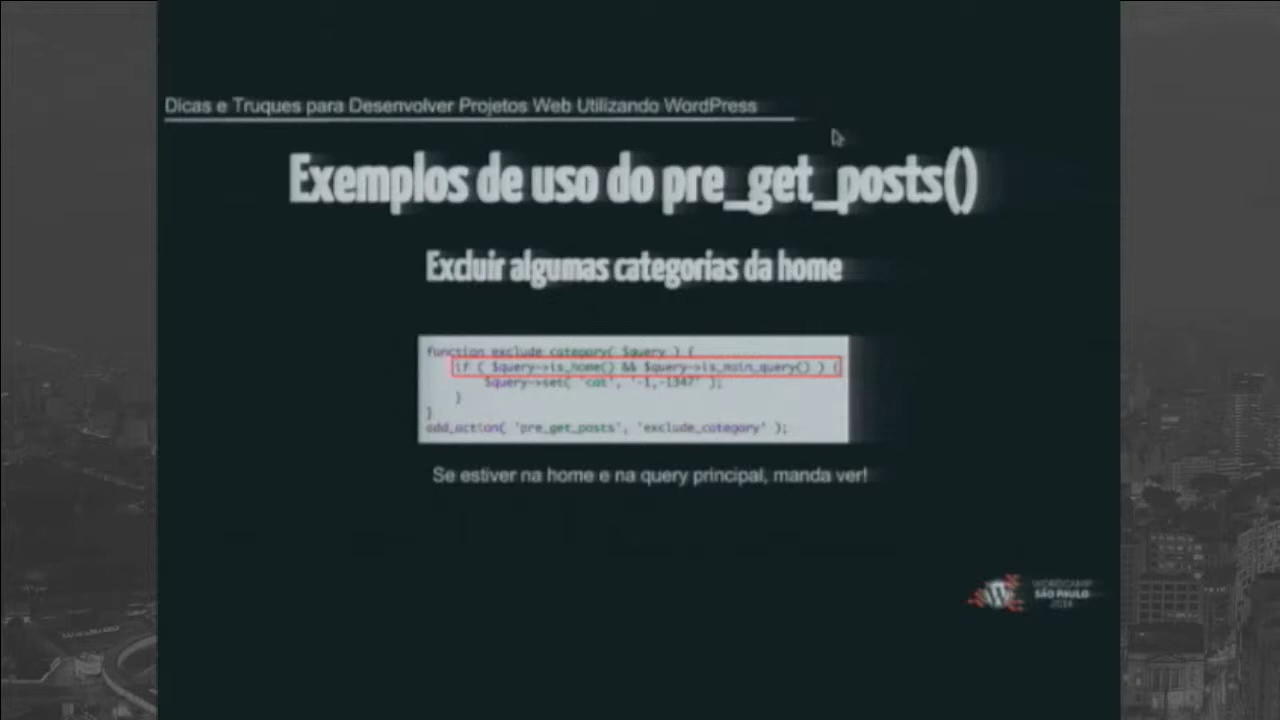 Dicas e Truques para Desenvolver Projetos Web Utilizando WordPress
Exemplos de uso do pre_get_posts()
Excluir algumas categorias da home
function exclude_category( $query ) {
if ( $query->is_home() && $query->is_main_query() ) {
$query->set( 'cat', '-1,-1347' );
}
}
add_action( 'pre_get_posts', 'exclude_category' );
Se estiver na home e na query principal, manda ver!
WORDCAMP
SÃO PAULO
2014